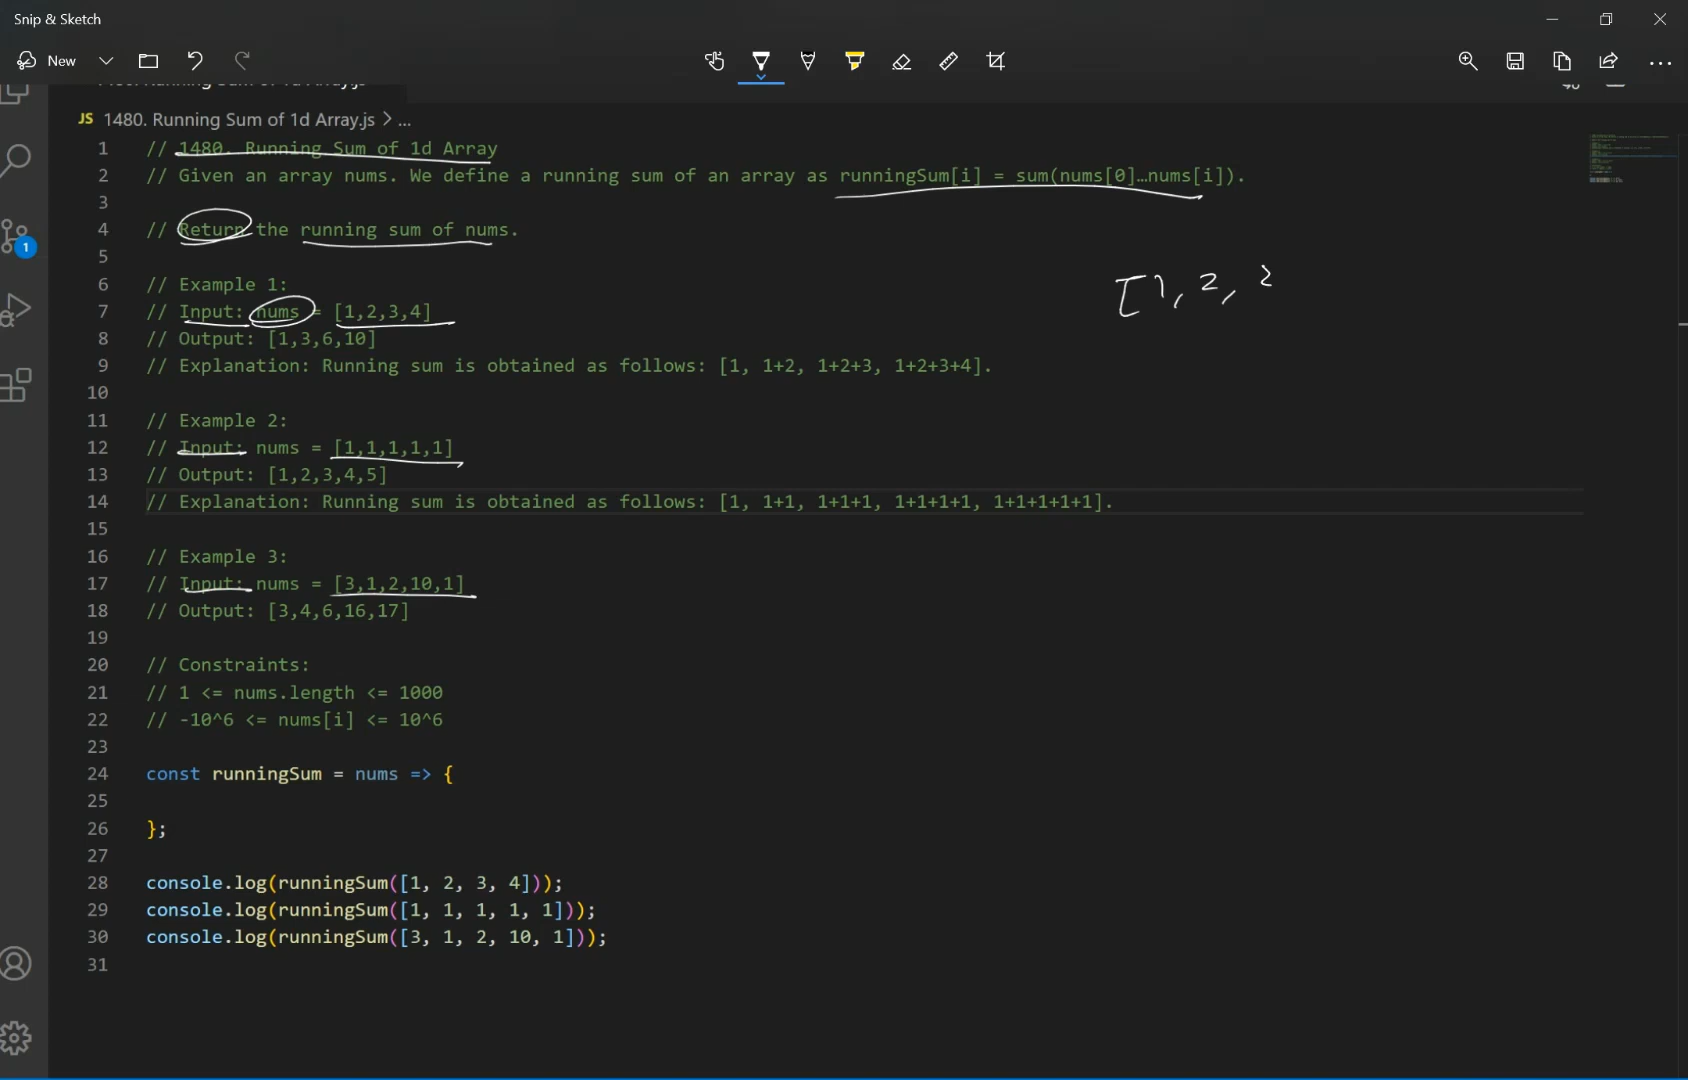 Snip & Sketch
New
JS 1480. Running Sum of 1d Array.js > ...
1 // 1480. Running Sum of 1d Array
2 // Given an array nums. We define a running sum of an array as runningSum[i] = sum(nums[0]…nums[i]).
3
4 // Return the running sum of nums.
5
6 // Example 1:
7 // Input: nums = [1,2,3,4]
[1, 2, 2
8 // Output: [1,3,6,10]
9 // Explanation: Running sum is obtained as follows: [1, 1+2, 1+2+3, 1+2+3+4].
10
11 // Example 2:
12 // Input: nums = [1,1,1,1,1]
13 // Output: [1,2,3,4,5]
14 // Explanation: Running sum is obtained as follows: [1, 1+1, 1+1+1, 1+1+1+1, 1+1+1+1+1].
15
16 // Example 3:
17 // Input: nums = [3,1,2,10,1]
18 // Output: [3,4,6,16,17]
19
20 // Constraints:
21 // 1 <= nums.length <= 1000
22 // -10^6 <= nums[i] <= 10^6
23
24 const runningSum = nums => {
25
26 };
27
28 console.log(runningSum([1, 2, 3, 4]));
29 console.log(runningSum([1, 1, 1, 1, 1]));
30 console.log(runningSum([3, 1, 2, 10, 1]));
31
1